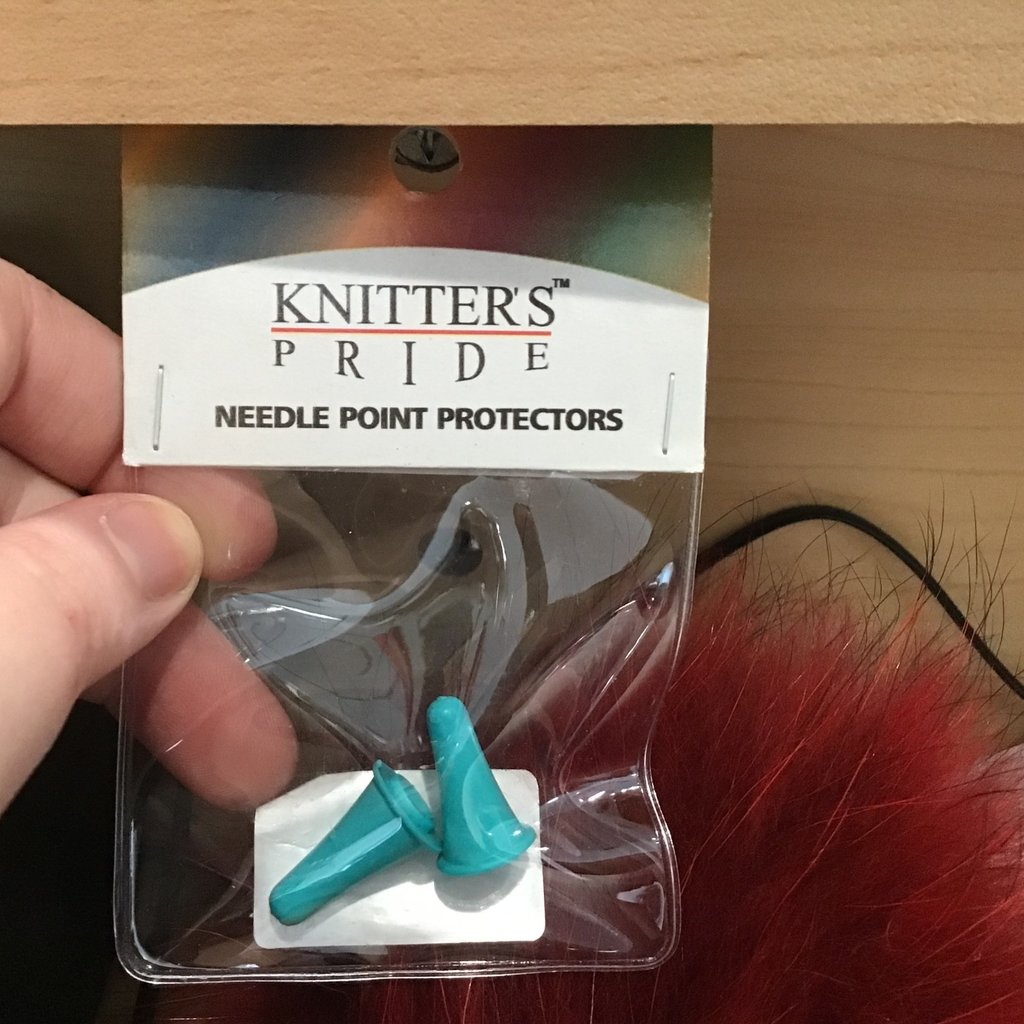 KNITTER'S™
PRIDE
NEEDLE POINT PROTECTORS